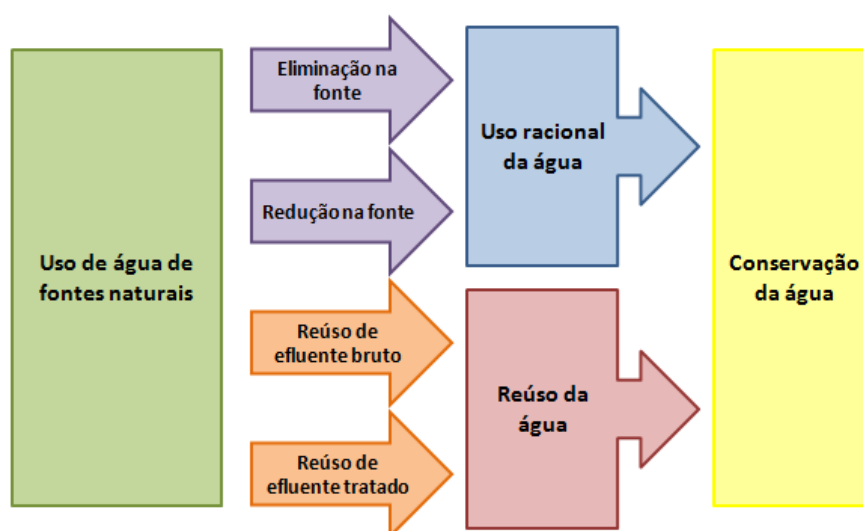 Uso de água de
fontes naturais
Eliminação na
fonte
Redução na fonte
Reúso de
efluente bruto
Reúso de
efluente tratado
Uso racional
da água
Reúso da
água
Conservação
da água